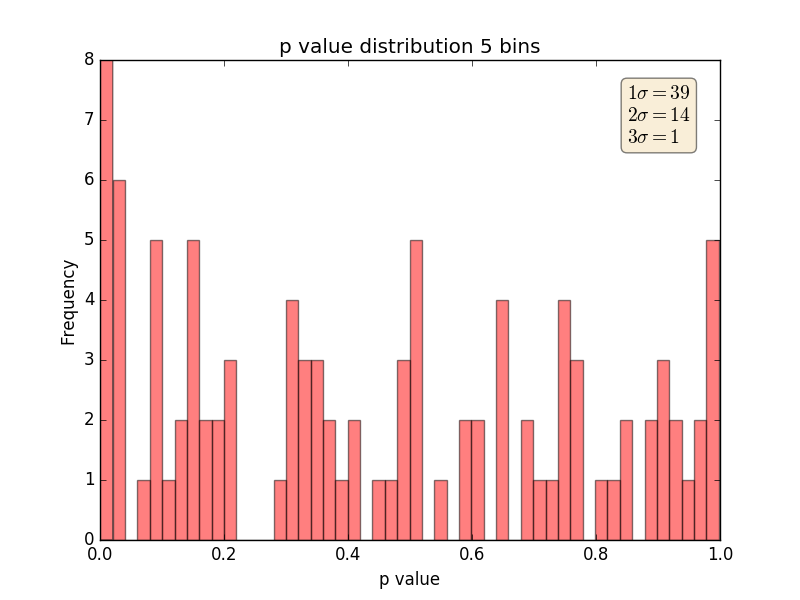 p value distribution 5 bins
1σ = 39
2σ = 14
3σ = 1
8
7
6
5
4
3
2
1
0
Frequency
0.0 0.2 0.4 0.6 0.8 1.0
p value